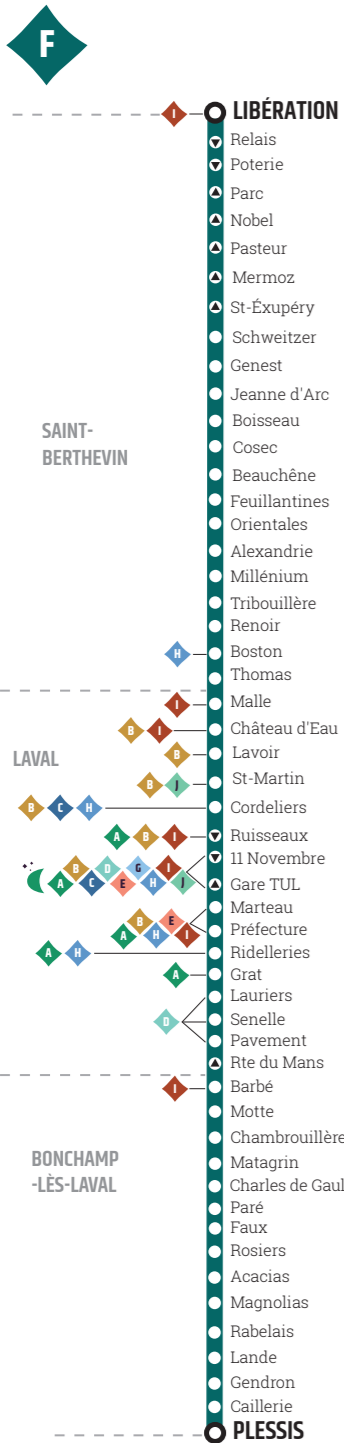 F
I
LIBÉRATION
Relais
Poterie
Parc
Nobel
Pasteur
Mermoz
St-Éxupéry
Schweitzer
Genest
Jeanne d'Arc
Boisseau
SAINT-
BERTHEVIN
Cosec
Beauchêne
Feuillantines
Orientales
Alexandrie
Millénium
Tribouillère
Renoir
H Boston
Thomas
I Malle
B I Château d'Eau
LAVAL
B Lavoir
B J St-Martin
B C H Cordeliers
A B I Ruisseaux
B D G I 11 Novembre
A C E H J Gare TUL
B E Marteau
A H I Préfecture
A H Ridelleries
A Grat
Lauriers
D Senelle
Pavement
Rte du Mans
I Barbé
Motte
Chambrouillère
BONCHAMP
-LÈS-LAVAL
Matagrin
Charles de Gaul
Paré
Faux
Rosiers
Acacias
Magnolias
Rabelais
Lande
Gendron
Caillerie
PLESSIS